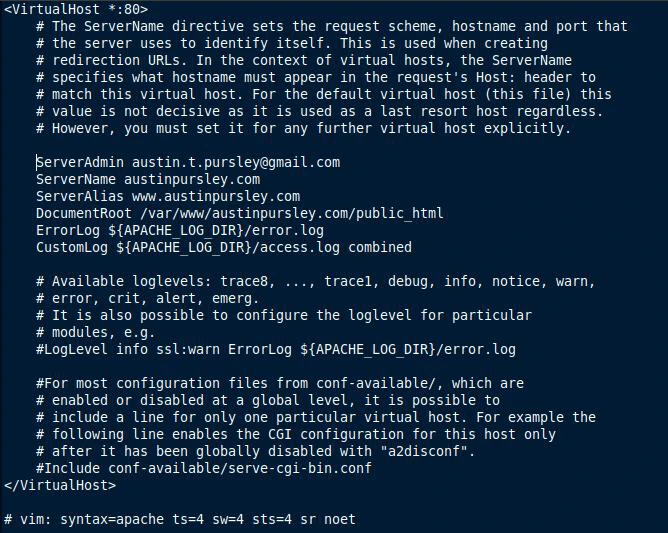 <VirtualHost *:80>
# The ServerName directive sets the request scheme, hostname and port that
# the server uses to identify itself. This is used when creating
# redirection URLs. In the context of virtual hosts, the ServerName
# specifies what hostname must appear in the request's Host: header to
# match this virtual host. For the default virtual host (this file) this
# value is not decisive as it is used as a last resort host regardless.
# However, you must set it for any further virtual host explicitly.
ServerAdmin austin.t.pursley@gmail.com
ServerName austinpursley.com
ServerAlias www.austinpursley.com
DocumentRoot /var/www/austinpursley.com/public_html
ErrorLog ${APACHE_LOG_DIR}/error.log
CustomLog ${APACHE_LOG_DIR}/access.log combined
# Available loglevels: trace8, ..., trace1, debug, info, notice, warn,
# error, crit, alert, emerg.
# It is also possible to configure the loglevel for particular
# modules, e.g.
#LogLevel info ssl:warn ErrorLog ${APACHE_LOG_DIR}/error.log
#For most configuration files from conf-available/, which are
# enabled or disabled at a global level, it is possible to
# include a line for only one particular virtual host. For example the
# following line enables the CGI configuration for this host only
# after it has been globally disabled with "a2disconf".
#Include conf-available/serve-cgi-bin.conf
</VirtualHost>
# vim: syntax=apache ts=4 sw=4 sts=4 sr noet